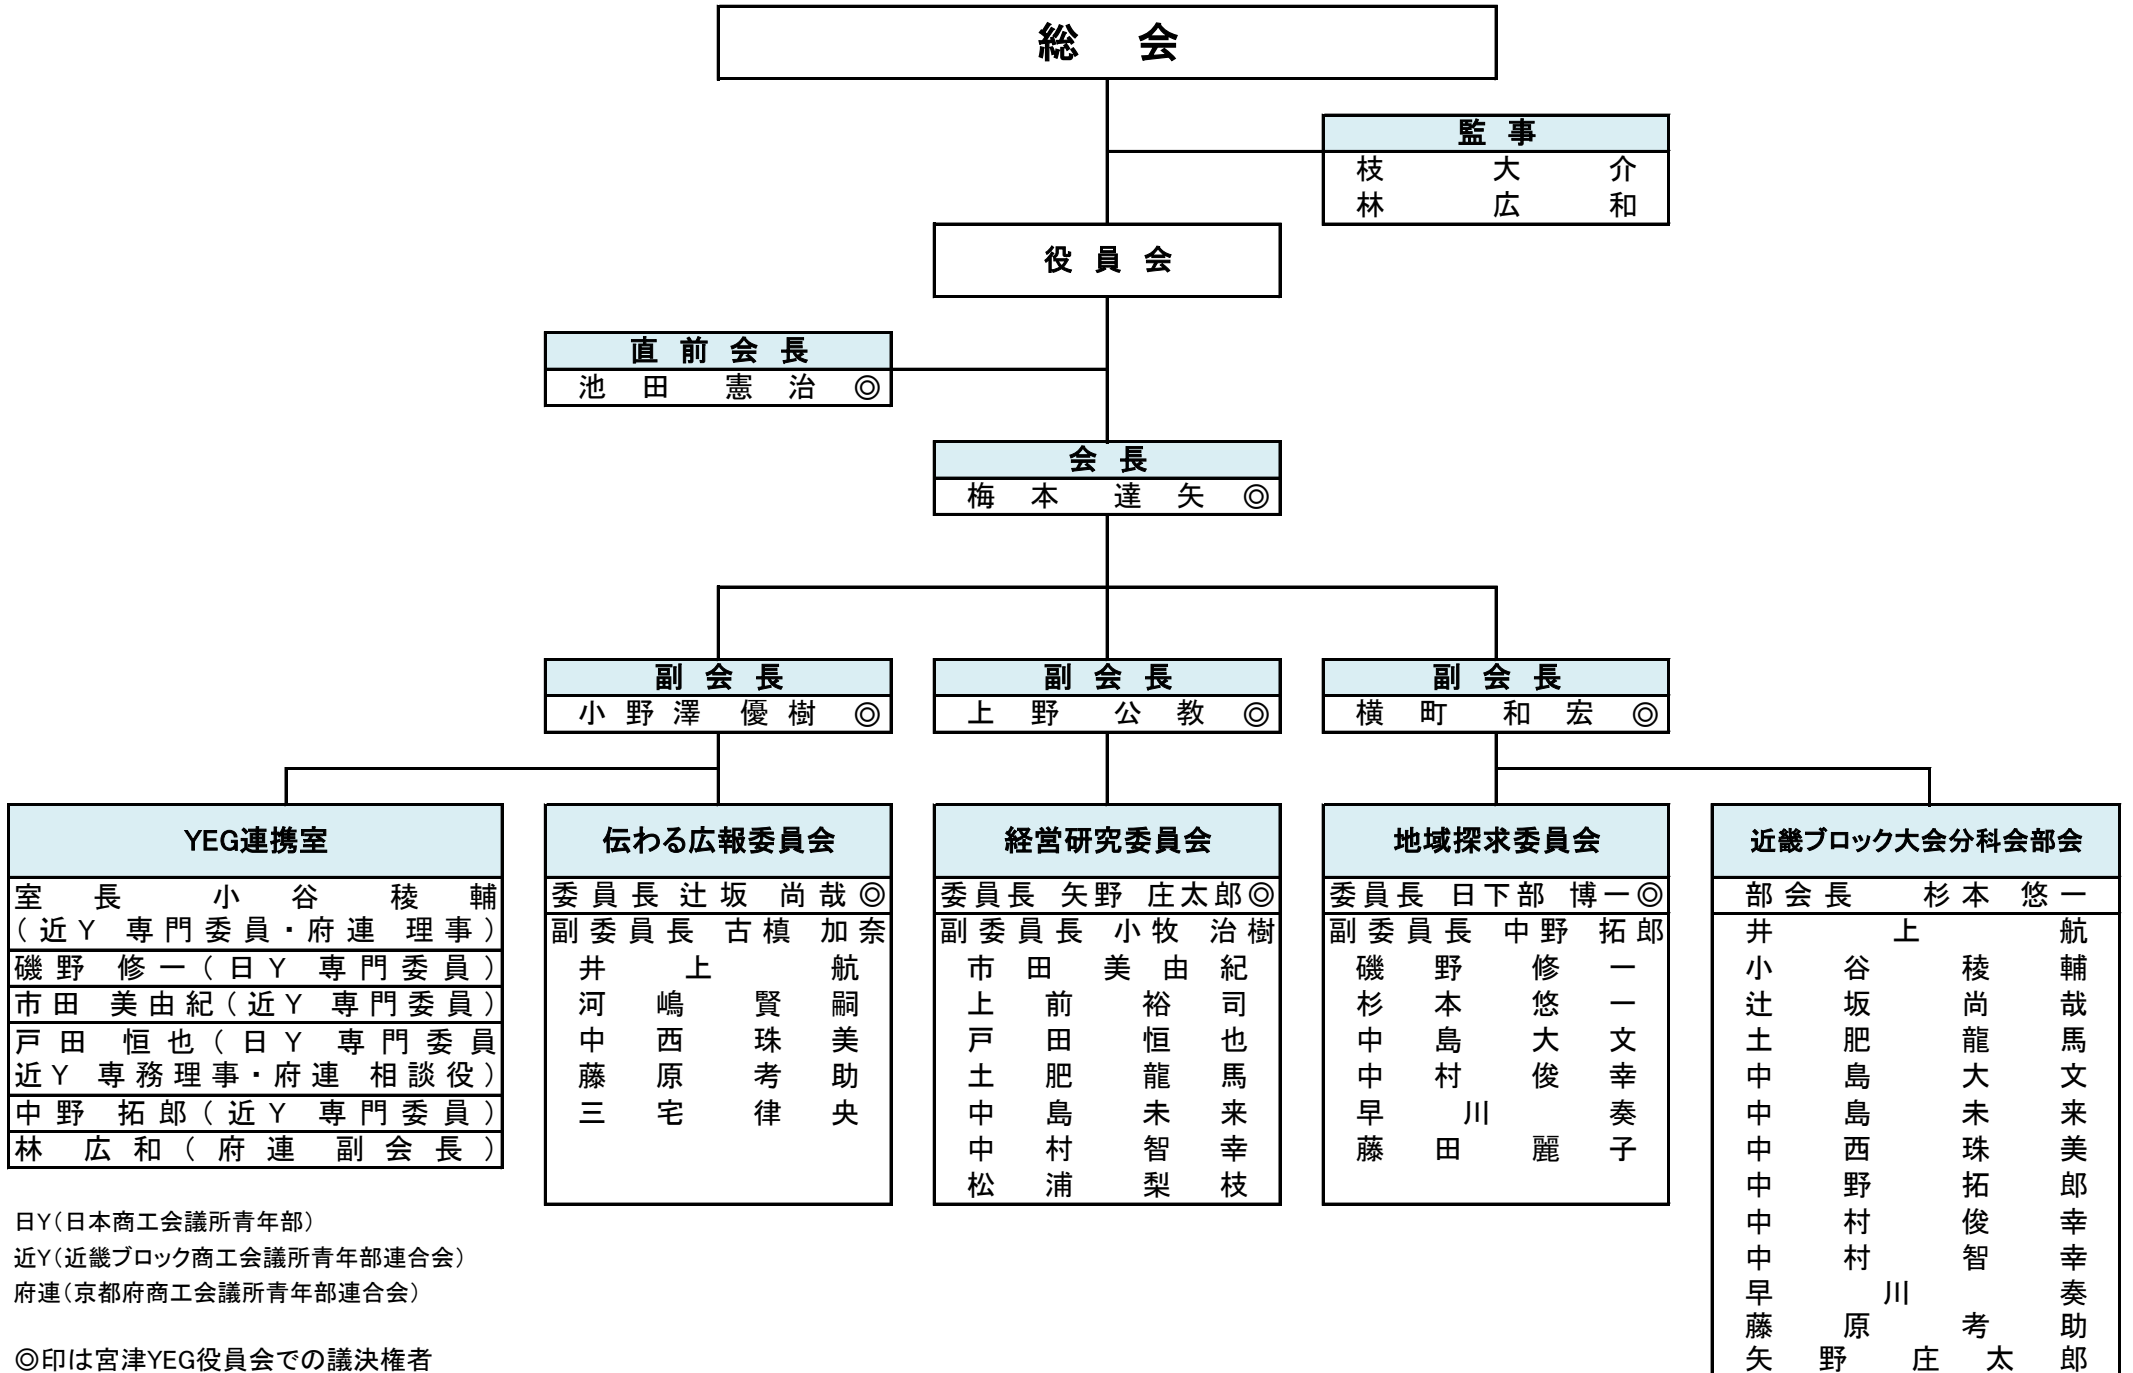 総 会
監 事
枝 大 介
林 広 和
役 員 会
直 前 会 長
池 田 憲 治 ◎
会 長
梅 本 達 矢 ◎
副 会 長
小 野 澤 優 樹 ◎
副 会 長
上 野 公 教 ◎
副 会 長
横 町 和 宏 ◎
YEG連携室
室 長 小 谷 稜 輔
(近Y 専門委員・府連 理事)
磯野 修一(日Y 専門委員)
市田 美由紀(近Y 専門委員)
戸田 恒也(日Y 専門委員
近Y 専務理事・府連 相談役)
中野 拓郎(近Y 専門委員)
林 広和(府連 副会長)
伝わる広報委員会
委員長 辻坂 尚哉◎
副委員長 古槙 加奈
井 上 航
河 嶋 賢 嗣
中 西 珠 美
藤 原 考 助
三 宅 律 央
経営研究委員会
委員長 矢野 庄太郎◎
副委員長 小牧 治樹
市 田 美 由 紀
上 前 裕 司
戸 田 恒 也
土 肥 龍 馬
中 島 未 来
中 村 智 幸
松 浦 梨 枝
地域探求委員会
委員長 日下部 博一◎
副委員長 中野 拓郎
磯 野 修 一
杉 本 悠 一
中 島 大 文
中 村 俊 幸
早 川 奏
藤 田 麗 子
近畿ブロック大会分科会部会
部会長 杉本 悠一
井 上 航
小 谷 稜 輔
辻 坂 尚 哉
土 肥 龍 馬
中 島 大 文
中 島 未 来
中 西 珠 美
中 野 拓 郎
中 村 俊 幸
中 村 智 幸
早 川 奏
藤 原 考 助
矢 野 庄 太 郎
日Y(日本商工会議所青年部)
近Y(近畿ブロック商工会議所青年部連合会)
府連(京都府商工会議所青年部連合会)
◎印は宮津YEG役員会での議決権者